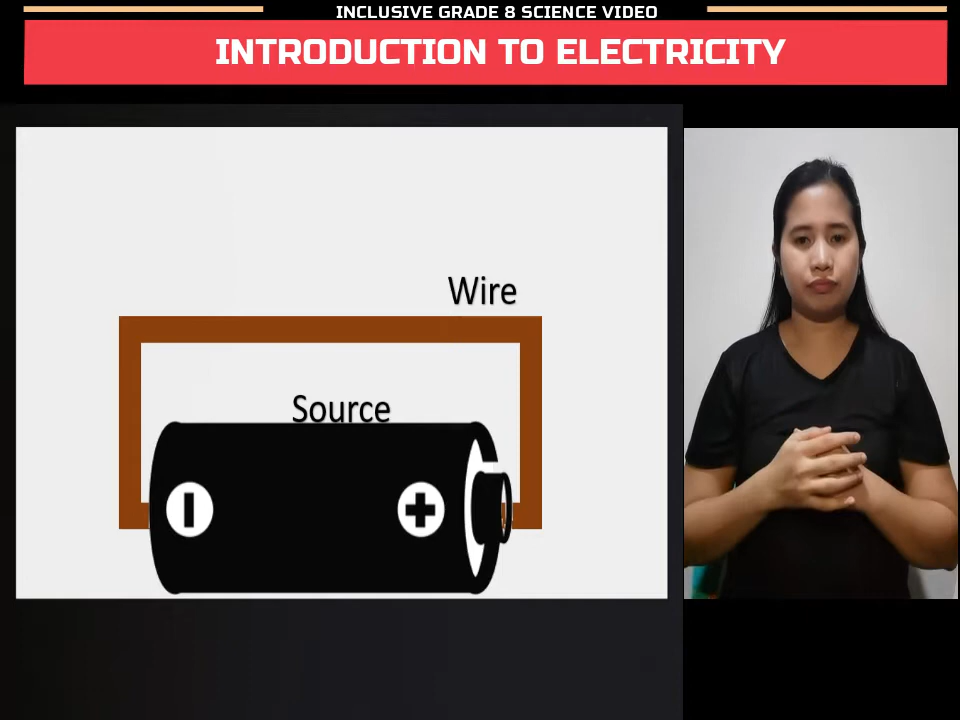 INCLUSIVE GRADE 8 SCIENCE VIDEO
INTRODUCTION TO ELECTRICITY
Wire
Source